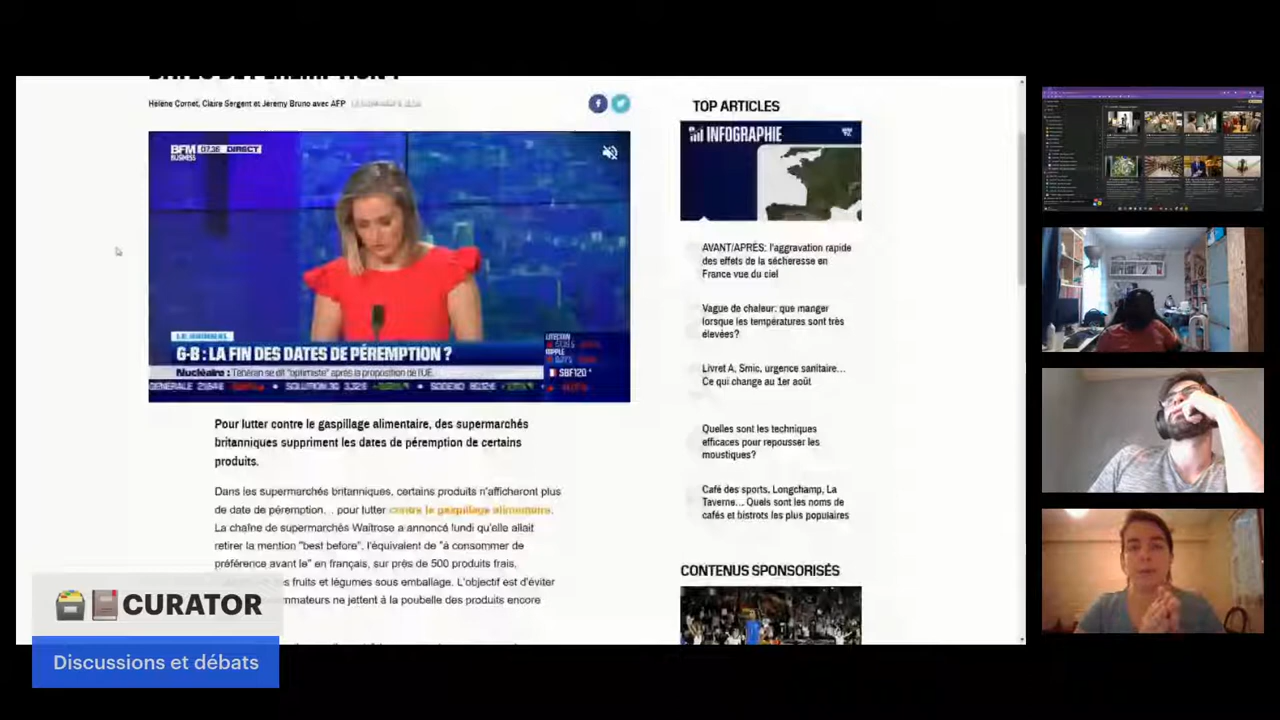 DATES DE PÉREMPTION ?
Hélène Cornet, Claire Sergent et Jérémy Bruno avec AFP
BFM
BUSINESS
07:36 DIRECT
G-B : LA FIN DES DATES DE PÉREMPTION ?
Nucléaire : Téhéran se dit "optimiste" après la proposition de l'UE.
LITECOIN
RIPPLE
SBF120
Pour lutter contre le gaspillage alimentaire, des supermarchés
britanniques suppriment les dates de péremption de certains
produits.
Dans les supermarchés britanniques, certains produits n'afficheront plus
de date de péremption... pour lutter contre le gaspillage alimentaire.
La chaîne de supermarchés Waitrose a annoncé lundi qu'elle allait
retirer la mention "best before", l'équivalent de "à consommer de
préférence avant le" en français, sur près de 500 produits frais,
fruits et légumes sous emballage. L'objectif est d'éviter
mmateurs ne jettent à la poubelle des produits encore
TOP ARTICLES
INFOGRAPHIE
AVANT/APRÈS: l'aggravation rapide
des effets de la sécheresse en
France vue du ciel
Vague de chaleur: que manger
lorsque les températures sont très
élevées?
Livret A, Smic, urgence sanitaire...
Ce qui change au 1er août
Quelles sont les techniques
efficaces pour repousser les
moustiques?
Café des sports, Longchamp, La
Taverne... Quels sont les noms de
cafés et bistrots les plus populaires
CONTENUS SPONSORISÉS
CURATOR
Discussions et débats